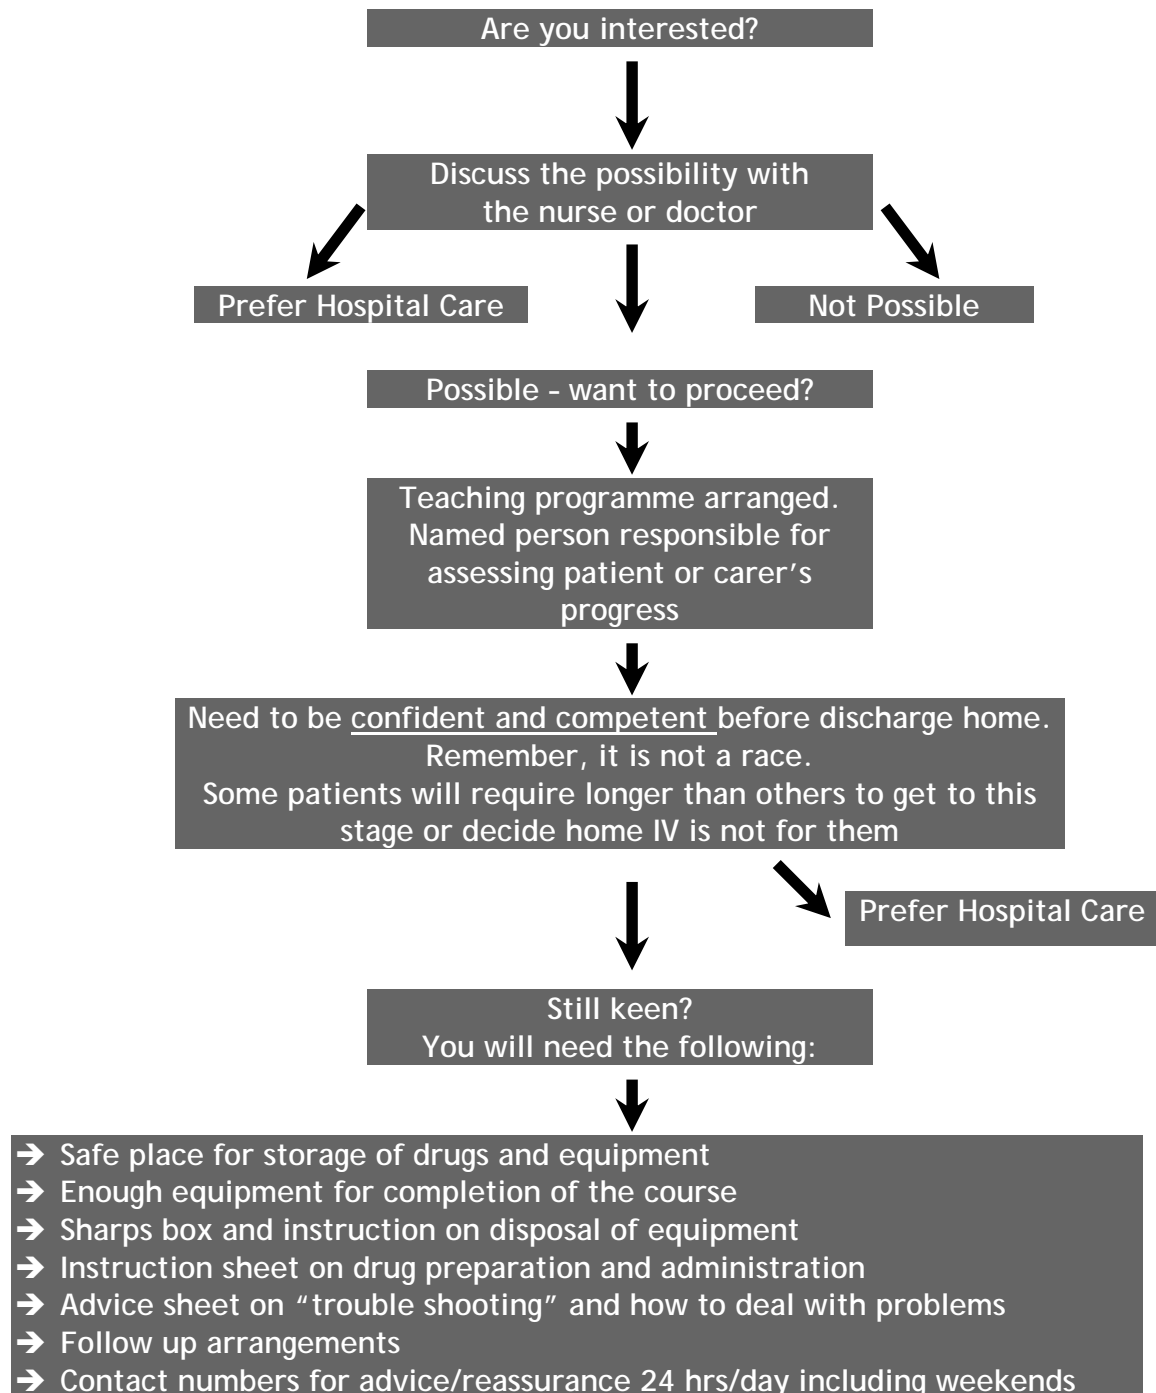 Are you interested?
Discuss the possibility with
the nurse or doctor
Prefer Hospital Care
Not Possible
Possible - want to proceed?
Teaching programme arranged.
Named person responsible for
assessing patient or carer's
progress
Need to be confident and competent before discharge home.
Remember, it is not a race.
Some patients will require longer than others to get to this
stage or decide home IV is not for them
Prefer Hospital Care
Still keen?
You will need the following:
➔ Safe place for storage of drugs and equipment
➔ Enough equipment for completion of the course
➔ Sharps box and instruction on disposal of equipment
➔ Instruction sheet on drug preparation and administration
➔ Advice sheet on “trouble shooting” and how to deal with problems
➔ Follow up arrangements
➔ Contact numbers for advice/reassurance 24 hrs/day including weekends